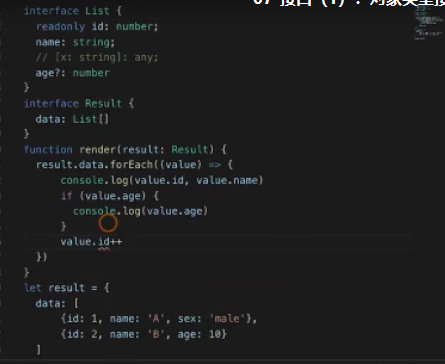 07 接口（1）：对象类型接
interface List {
  readonly id: number;
  name: string;
  // [x: string]: any;
  age?: number
}
interface Result {
  data: List[]
}
function render(result: Result) {
  result.data.forEach((value) => {
      console.log(value.id, value.name)
      if (value.age) {
        console.log(value.age)
      }
      value.id++
  })
}
let result = {
  data: [
      {id: 1, name: 'A', sex: 'male'},
      {id: 2, name: 'B', age: 10}
  ]